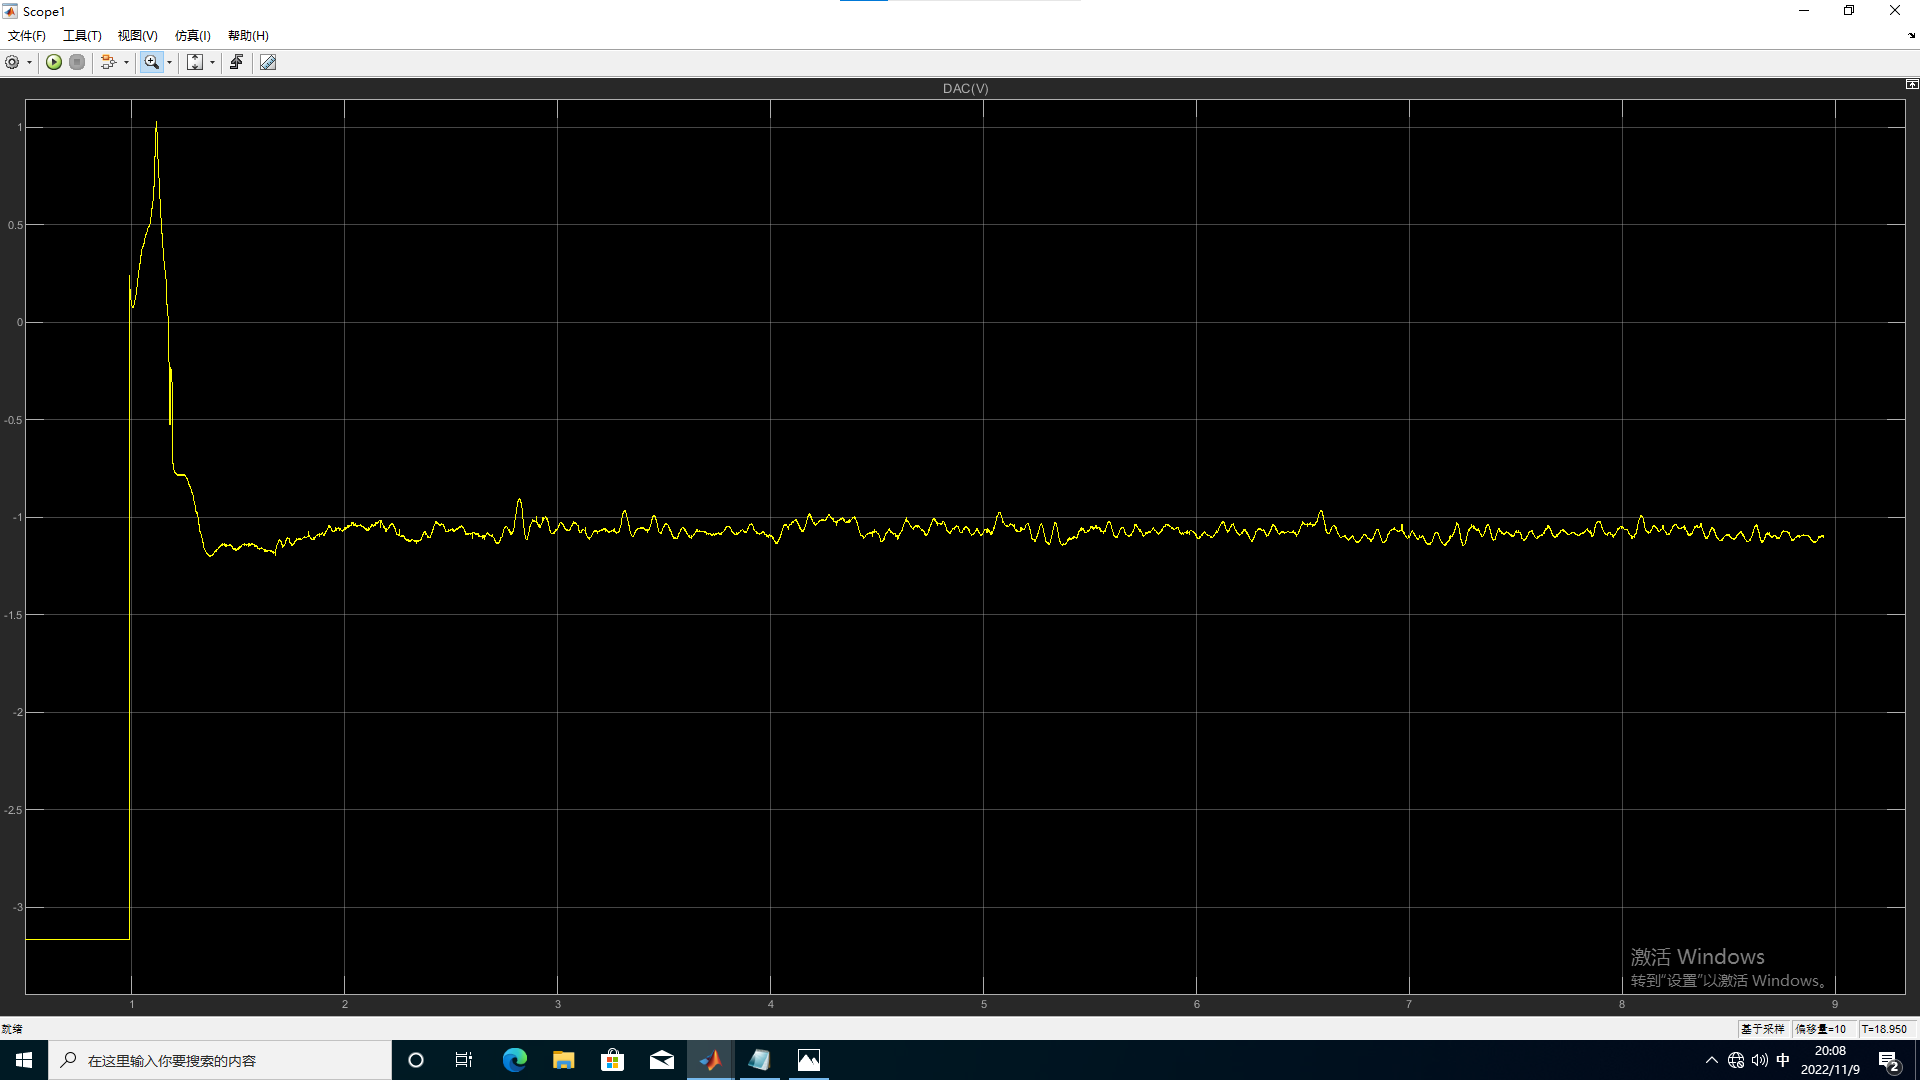 Scope1
文件(F) 工具(T) 视图(V) 仿真(I) 帮助(H)
DAC(V)
1
0.5
0
-0.5
-1
-1.5
-2
-2.5
-3
1 2 3 4 5 6 7 8 9
激活 Windows
转到“设置”以激活 Windows。
就绪 基于采样 偏移量=10 T=18.950
在这里输入你要搜索的内容
中
20:08
2022/11/9
2